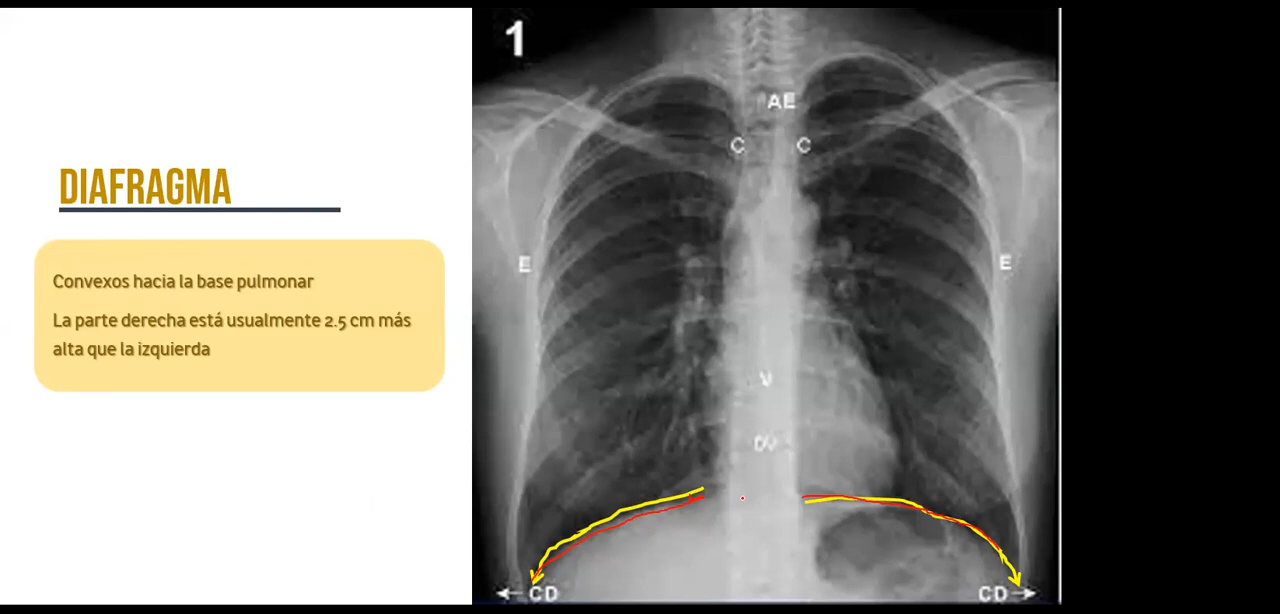 1
DIAFRAGMA
Convexos hacia la base pulmonar
La parte derecha está usualmente 2.5 cm más
alta que la izquierda
AE
C C
E E
V
DV
CD CD